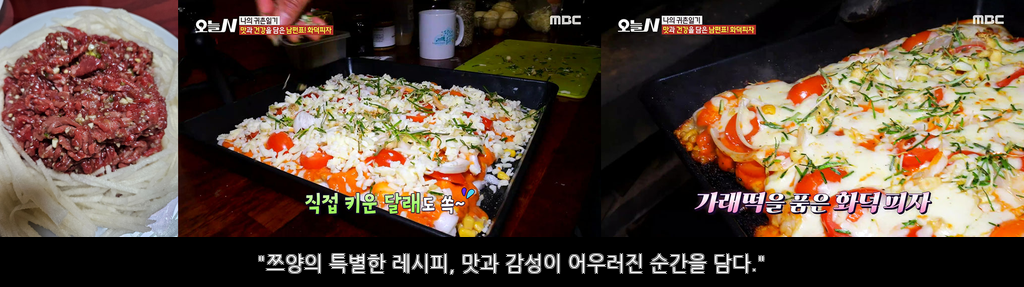 오늘N
나의 귀촌일기
맛과 건강을 담은 남편표! 화덕피자
MBC
직접 키운 달래도 쏙~
오늘N
나의 귀촌일기
맛과 건강을 담은 남편표! 화덕피자
MBC
가래떡을 품은 화덕 피자
"쯔양의 특별한 레시피, 맛과 감성이 어우러진 순간을 담다."